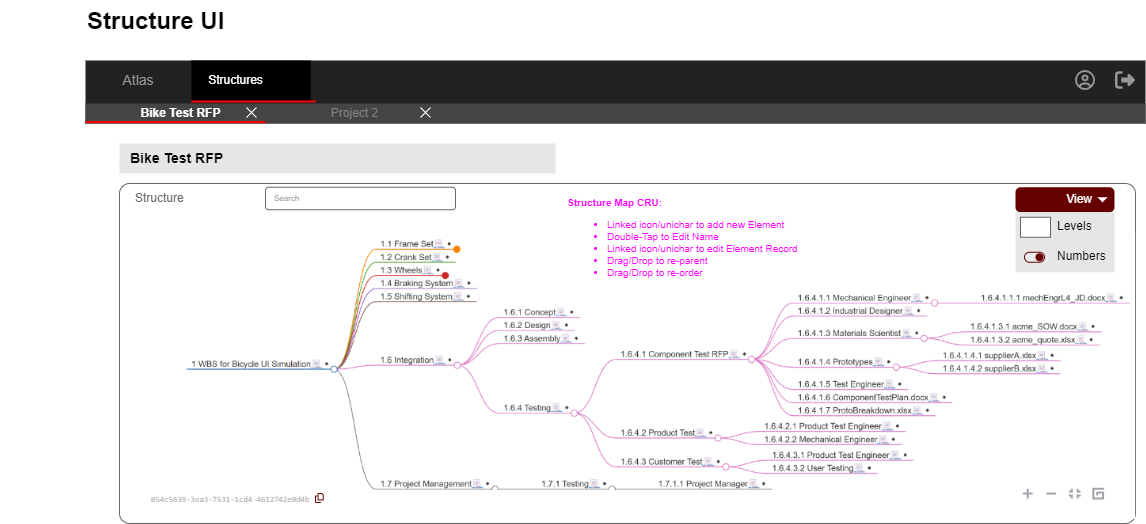 Structure UI
Atlas
Structures
Bike Test RFP
Project 2
Bike Test RFP
Structure
Search
Structure Map CRU:
• Linked icon/unichar to add new Element
• Double-Tap to Edit Name
• Linked icon/unichar to edit Element Record
• Drag/Drop to re-parent
• Drag/Drop to re-order
View
Levels
Numbers
1 WBS for Bicycle UI Simulation
1.1 Frame Set
1.2 Crank Set
1.3 Wheels
1.4 Braking System
1.5 Shifting System
1.6 Integration
1.6.1 Concept
1.6.2 Design
1.6.3 Assembly
1.6.4 Testing
1.6.4.1 Component Test RFP
1.6.4.1.1 Mechanical Engineer
1.6.4.1.1.1 mechEngrL4_JD.docx
1.6.4.1.2 Industrial Designer
1.6.4.1.3 Materials Scientist
1.6.4.1.3.1 acme_SOW.docx
1.6.4.1.3.2 acme_quote.xlsx
1.6.4.1.4 Prototypes
1.6.4.1.4.1 supplierA.xlsx
1.6.4.1.4.2 supplierB.xlsx
1.6.4.1.5 Test Engineer
1.6.4.1.6 ComponentTestPlan.docx
1.6.4.1.7 ProtoBreakdown.xlsx
1.6.4.2 Product Test
1.6.4.2.1 Product Test Engineer
1.6.4.2.2 Mechanical Engineer
1.6.4.3 Customer Test
1.6.4.3.1 Product Test Engineer
1.6.4.3.2 User Testing
1.7 Project Management
1.7.1 Testing
1.7.1.1 Project Manager
054c5639-3ea3-7531-1cd4-4612742e0d4b